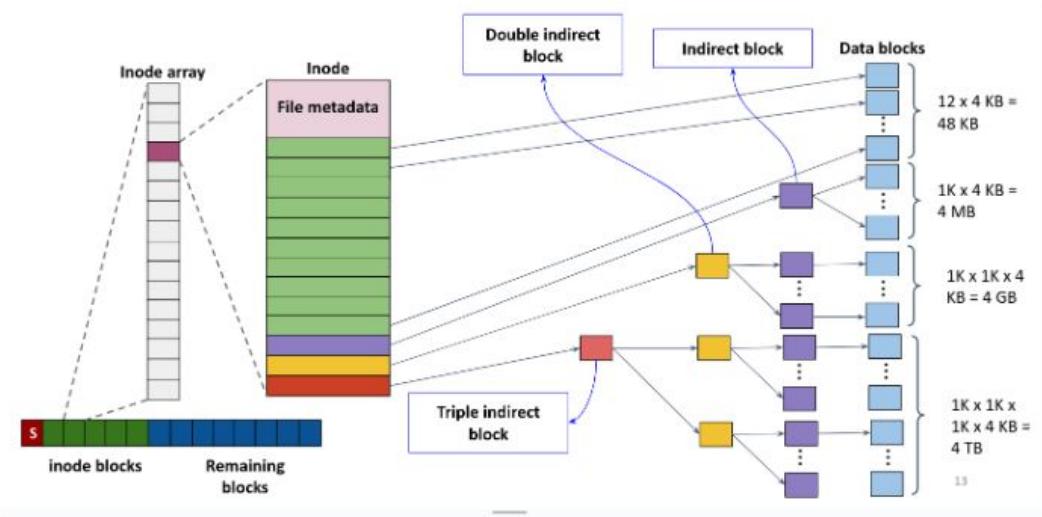 Double indirect
block
Indirect block
Data blocks
Inode array
Inode
File metadata
12 x 4 KB =
48 KB
1K x 4 KB =
4 MB
1K x 1K x 4
KB = 4 GB
Triple indirect
block
1K x 1K x
1K x 4 KB =
4 TB
13
S
inode blocks
Remaining
blocks